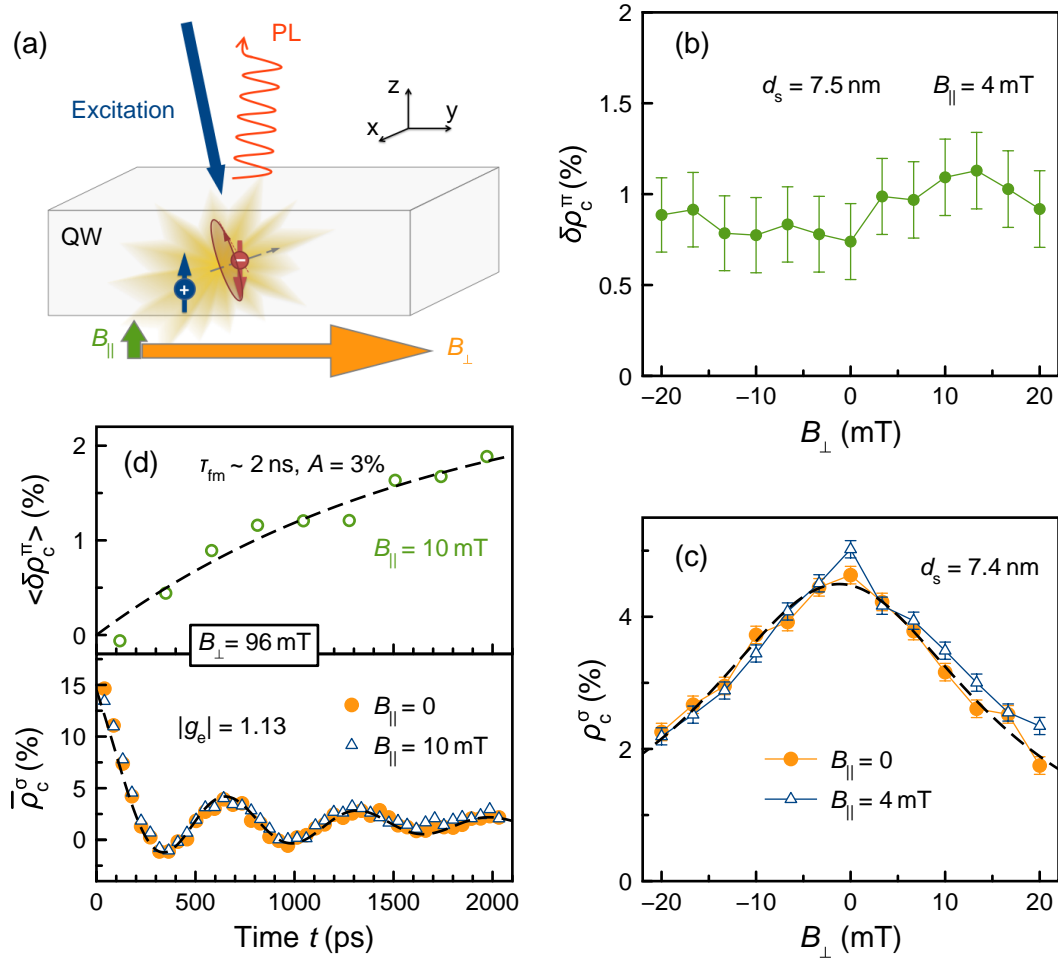 (a)
PL
Excitation
z
y
x
QW
−
+
B||
B⊥
(b)
ds = 7.5 nm B|| = 4 mT
δρcπ (%)
2
1.5
1
0.5
0
−20 −10 0 10 20
B⊥ (mT)
(d)
τfm ~ 2 ns, A = 3%
B|| = 10 mT
<δρcπ> (%)
2
1
0
B⊥ = 96 mT
|ge| = 1.13
B|| = 0
B|| = 10 mT
ρ̅cσ (%)
15
10
5
0
0 500 1000 1500 2000
Time t (ps)
(c)
ds = 7.4 nm
B|| = 0
B|| = 4 mT
ρcσ (%)
4
2
0
−20 −10 0 10 20
B⊥ (mT)